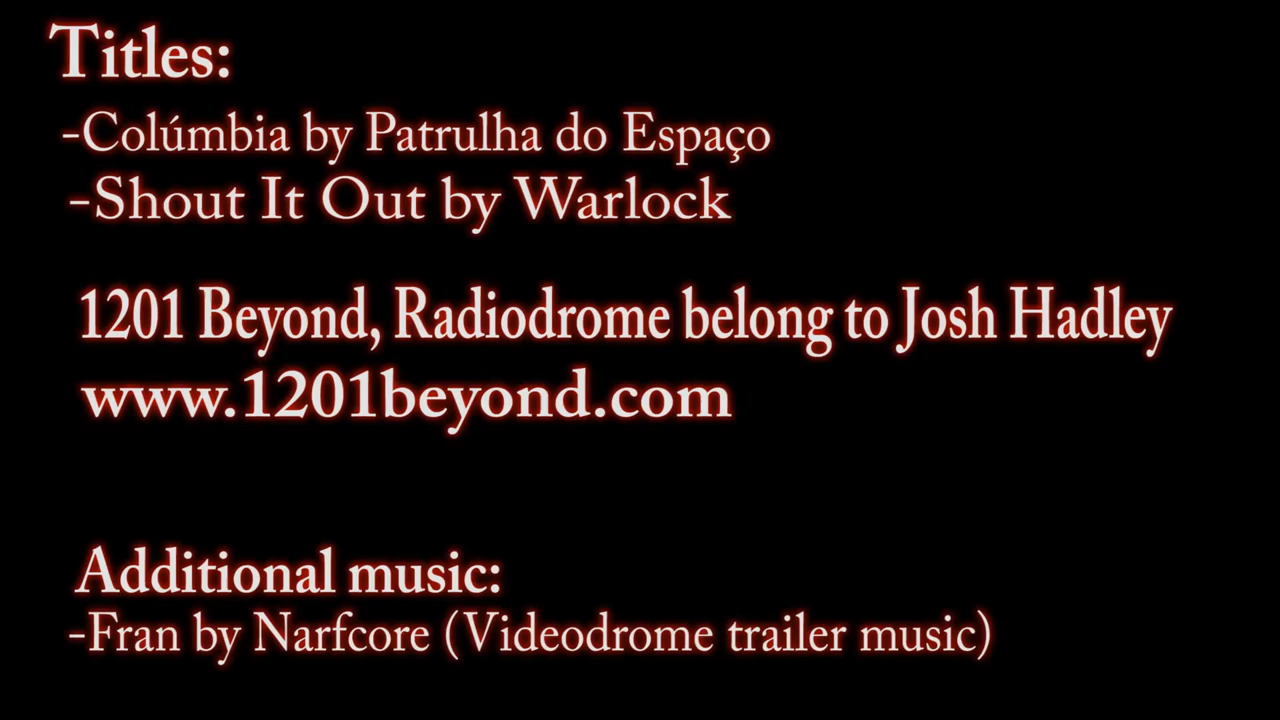 Titles:
-Colúmbia by Patrulha do Espaço
-Shout It Out by Warlock
1201 Beyond, Radiodrome belong to Josh Hadley
www.1201beyond.com
Additional music:
-Fran by Narfcore (Videodrome trailer music)